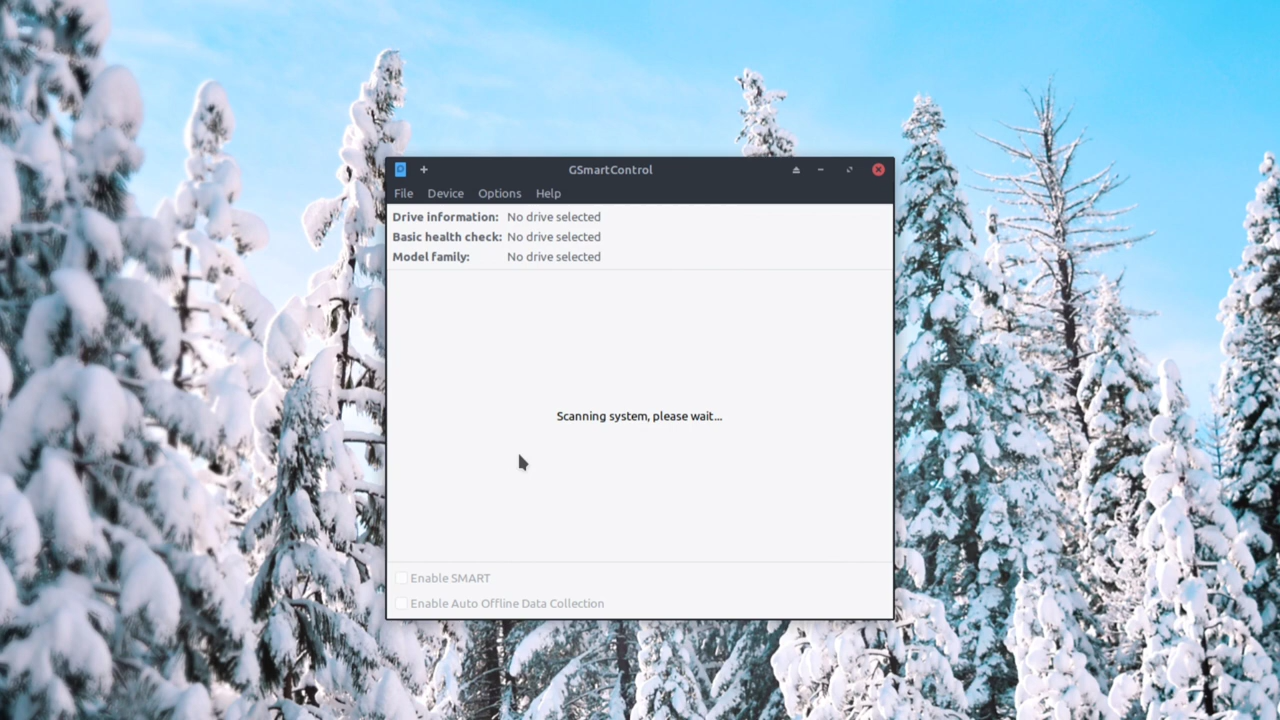 GSmartControl
File Device Options Help
Drive information: No drive selected
Basic health check: No drive selected
Model family: No drive selected
Scanning system, please wait...
Enable SMART
Enable Auto Offline Data Collection